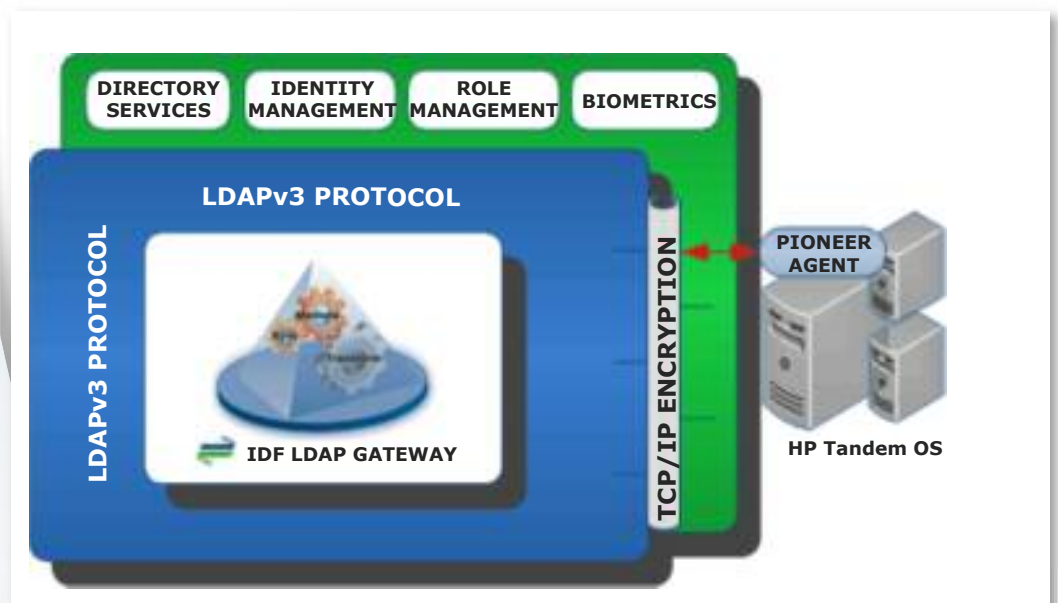 DIRECTORY
SERVICES
IDENTITY
MANAGEMENT
ROLE
MANAGEMENT
BIOMETRICS
LDAPv3 PROTOCOL
LDAPv3 PROTOCOL
IDF LDAP GATEWAY
TCP/IP ENCRYPTION
PIONEER
AGENT
HP Tandem OS